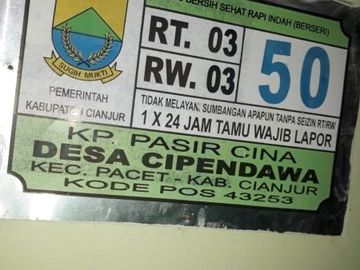 BERSIH SEHAT RAPI INDAH (BERSERI)
RT. 03
RW. 03
50
SUGIH MUKTI
PEMERINTAH
KABUPATEN CIANJUR
TIDAK MELAYANI SUMBANGAN APAPUN TANPA SEIZIN RT/RW
1 X 24 JAM TAMU WAJIB LAPOR
KP. PASIR CINA
DESA CIPENDAWA
KEC. PACET - KAB. CIANJUR
KODE POS 43253